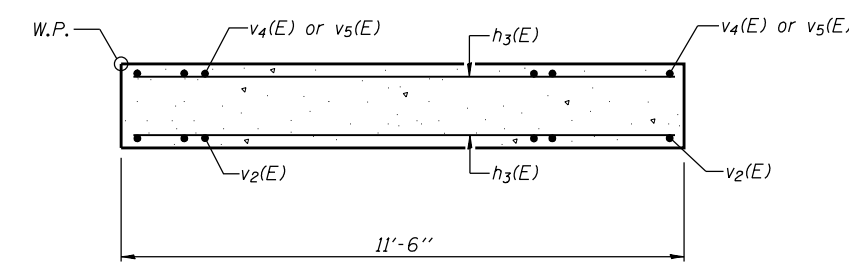 W.P.
v4(E) or v5(E)
h3(E)
v4(E) or v5(E)
v2(E)
h3(E)
v2(E)
11'-6''